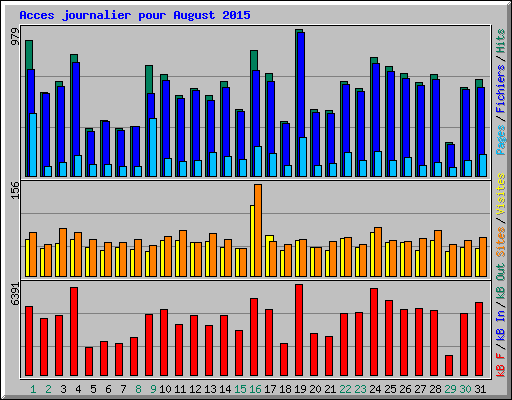 Acces journalier pour August 2015
979
Pages / Fichiers / Hits
156
Visites / Sites
6391
kB F / kB In / kB Out
1 2 3 4 5 6 7 8 9 10 11 12 13 14 15 16 17 18 19 20 21 22 23 24 25 26 27 28 29 30 31